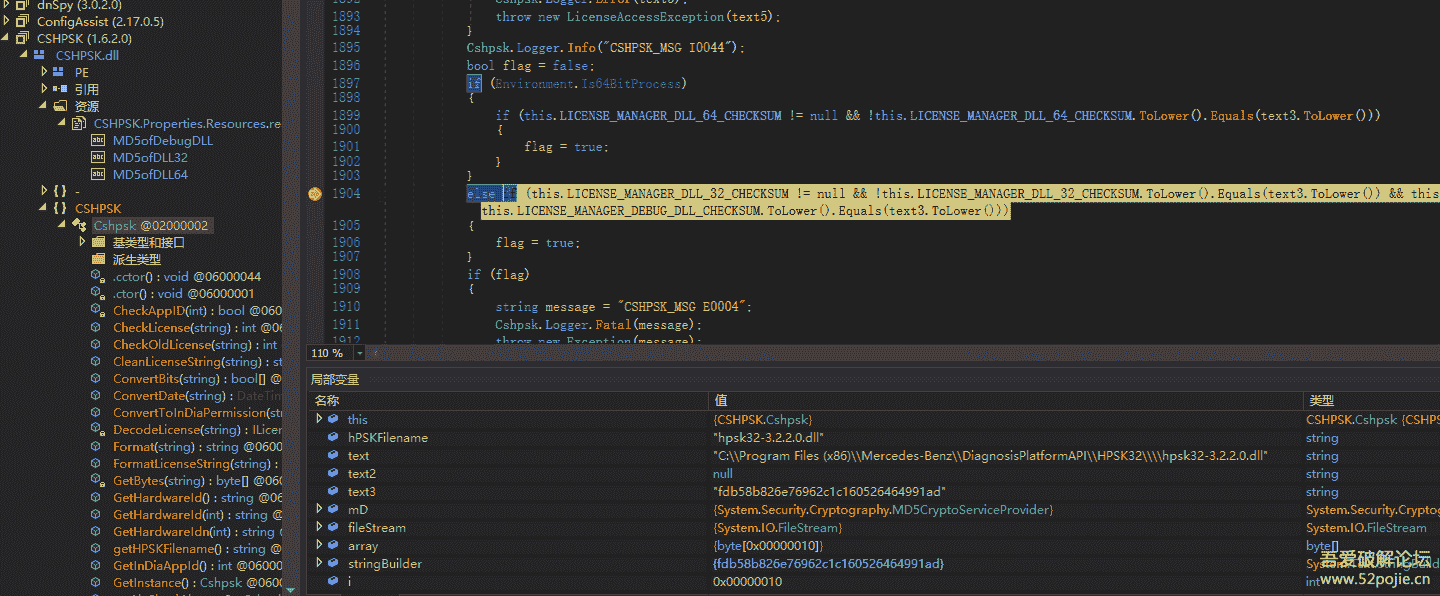 dnSpy (3.0.2.0)
ConfigAssist (2.17.0.5)
CSHPSK (1.6.2.0)
CSHPSK.dll
PE
引用
资源
CSHPSK.Properties.Resources.re
MD5ofDebugDLL
MD5ofDLL32
MD5ofDLL64
{ } -
{ } CSHPSK
Cshpsk @02000002
基类型和接口
派生类型
.cctor() : void @06000044
.ctor() : void @06000001
CheckAppID(int) : bool @060
CheckLicense(string) : int @06
CheckOldLicense(string) : int
CleanLicenseString(string) : st
ConvertBits(string) : bool[] @
ConvertDate(string) : DateTim
ConvertToInDiaPermission(str
DecodeLicense(string) : ILicen
Format(string) : string @0600
FormatLicenseString(string) :
GetBytes(string) : byte[] @060
GetHardwareId() : string @06
GetHardwareId(int) : string @
GetHardwareIdn(int) : string
getHPSKFilename() : string @
GetInDiaAppId() : int @06000
GetInstance() : Cshpsk @0600
1893 throw new LicenseAccessException(text5);
1894 }
1895 Cshpsk.Logger.Info("CSHPSK_MSG I0044");
1896 bool flag = false;
1897 if (Environment.Is64BitProcess)
1898 {
1899 if (this.LICENSE_MANAGER_DLL_64_CHECKSUM != null && !this.LICENSE_MANAGER_DLL_64_CHECKSUM.ToLower().Equals(text3.ToLower()))
1900 {
1901 flag = true;
1902 }
1903 }
1904 else if (this.LICENSE_MANAGER_DLL_32_CHECKSUM != null && !this.LICENSE_MANAGER_DLL_32_CHECKSUM.ToLower().Equals(text3.ToLower()) && this
this.LICENSE_MANAGER_DEBUG_DLL_CHECKSUM.ToLower().Equals(text3.ToLower()))
1905 {
1906 flag = true;
1907 }
1908 if (flag)
1909 {
1910 string message = "CSHPSK_MSG E0004";
1911 Cshpsk.Logger.Fatal(message);
1912 throw new Exception(message);
110 %
局部变量
名称 值 类型
this {CSHPSK.Cshpsk} CSHPSK.Cshpsk {CSHPS
hPSKFilename "hpsk32-3.2.2.0.dll" string
text "C:\\Program Files (x86)\\Mercedes-Benz\\DiagnosisPlatformAPI\\HPSK32\\\\hpsk32-3.2.2.0.dll" string
text2 null string
text3 "fdb58b826e76962c1c160526464991ad" string
mD {System.Security.Cryptography.MD5CryptoServiceProvider} System.Security.Cryptog
fileStream {System.IO.FileStream} System.IO.FileStream
array {byte[0x00000010]} byte[]
stringBuilder {fdb58b826e76962c1c160526464991ad}
i 0x00000010 int
吾爱破解论坛
www.52pojie.cn